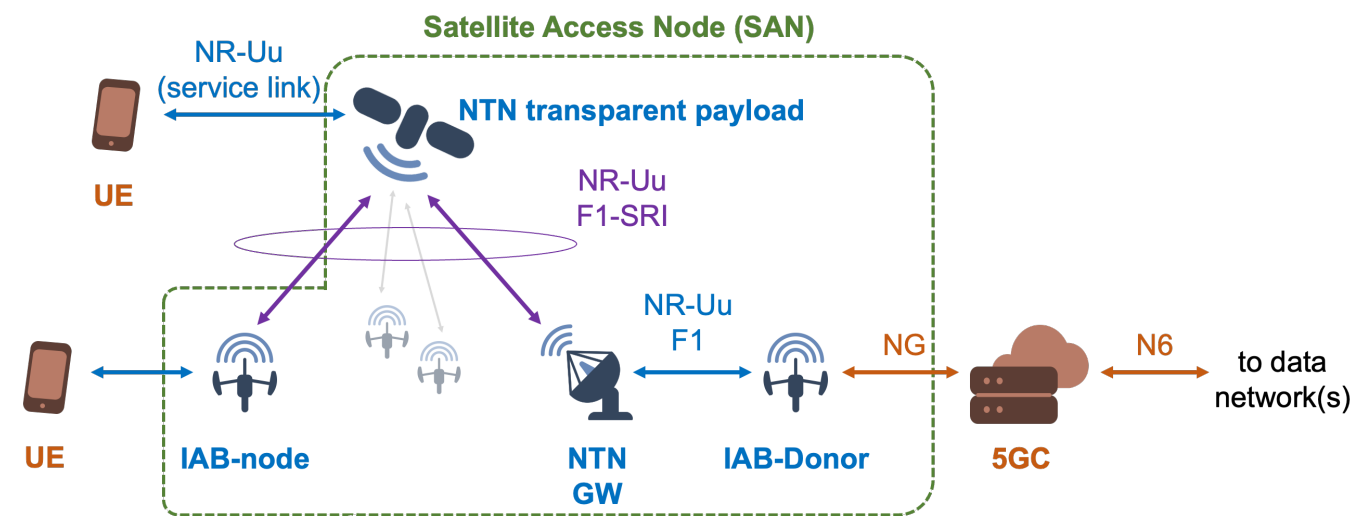 Satellite Access Node (SAN)
NR-Uu
(service link)
NTN transparent payload
UE
NR-Uu
F1-SRI
NR-Uu
F1
NG
N6
to data
network(s)
UE
IAB-node
NTN
GW
IAB-Donor
5GC